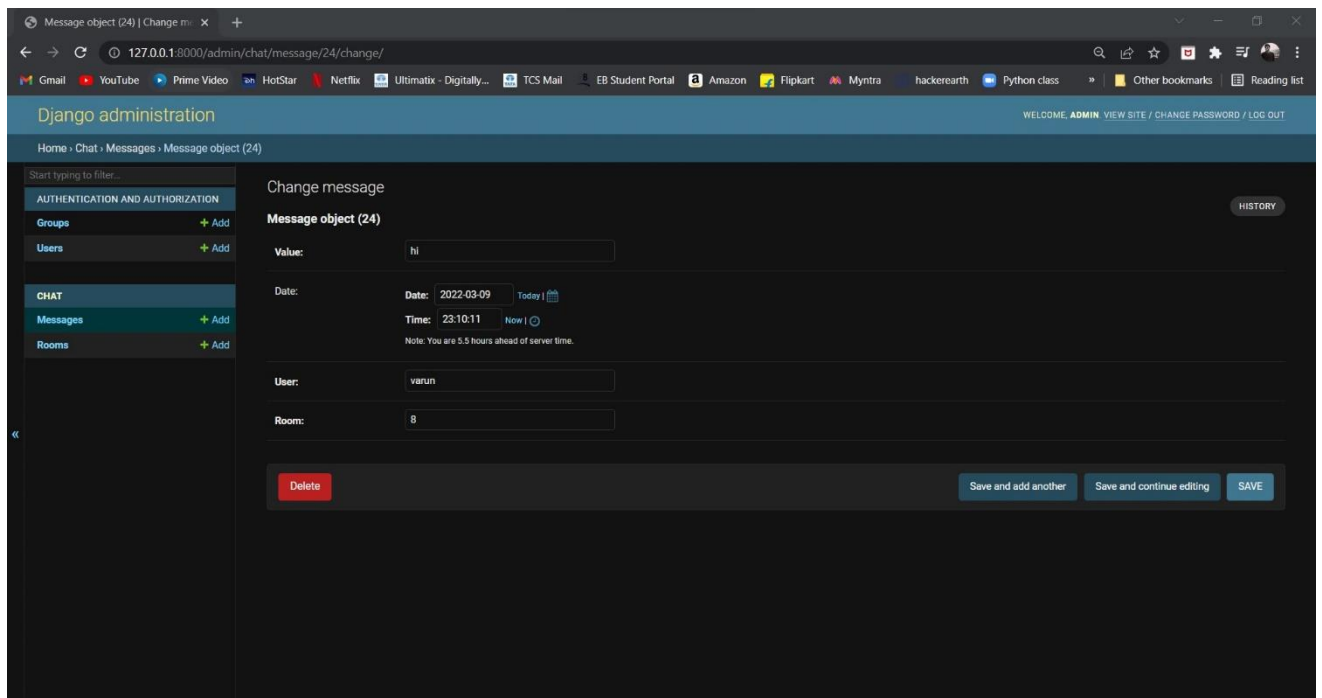 Message object (24) | Change me
127.0.0.1:8000/admin/chat/message/24/change/
Gmail YouTube Prime Video HotStar Netflix Ultimatix - Digitally... TCS Mail EB Student Portal Amazon Flipkart Myntra hackerearth Python class » Other bookmarks Reading list
Django administration
WELCOME, ADMIN. VIEW SITE / CHANGE PASSWORD / LOG OUT
Home › Chat › Messages › Message object (24)
Start typing to filter...
AUTHENTICATION AND AUTHORIZATION
Groups + Add
Users + Add
CHAT
Messages + Add
Rooms + Add
«
Change message
HISTORY
Message object (24)
Value: hi
Date: Date: 2022-03-09 Today |
Time: 23:10:11 Now |
Note: You are 5.5 hours ahead of server time.
User: varun
Room: 8
Delete Save and add another Save and continue editing SAVE